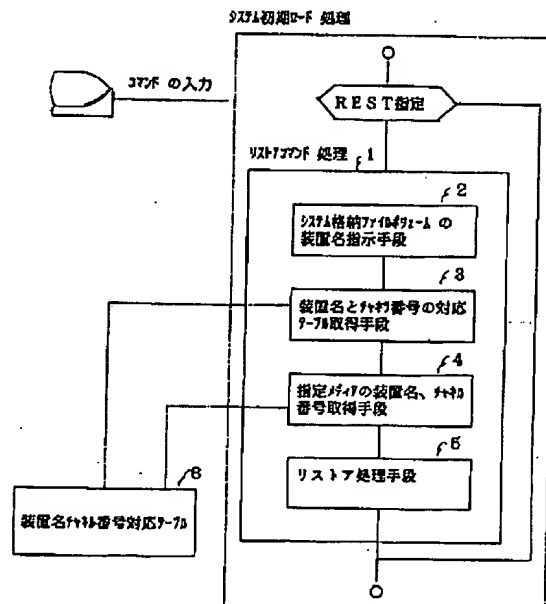 システム初期ロード 処理
コマンド の入力
REST指定
リストアコマンド 処理
1
2
システム格納ファイルボリューム の
装置名指示手段
3
装置名とチャネル番号の対応
テーブル取得手段
4
指定メディアの装置名、チャネル
番号取得手段
5
リストア処理手段
6
装置名チャネル番号対応テーブル